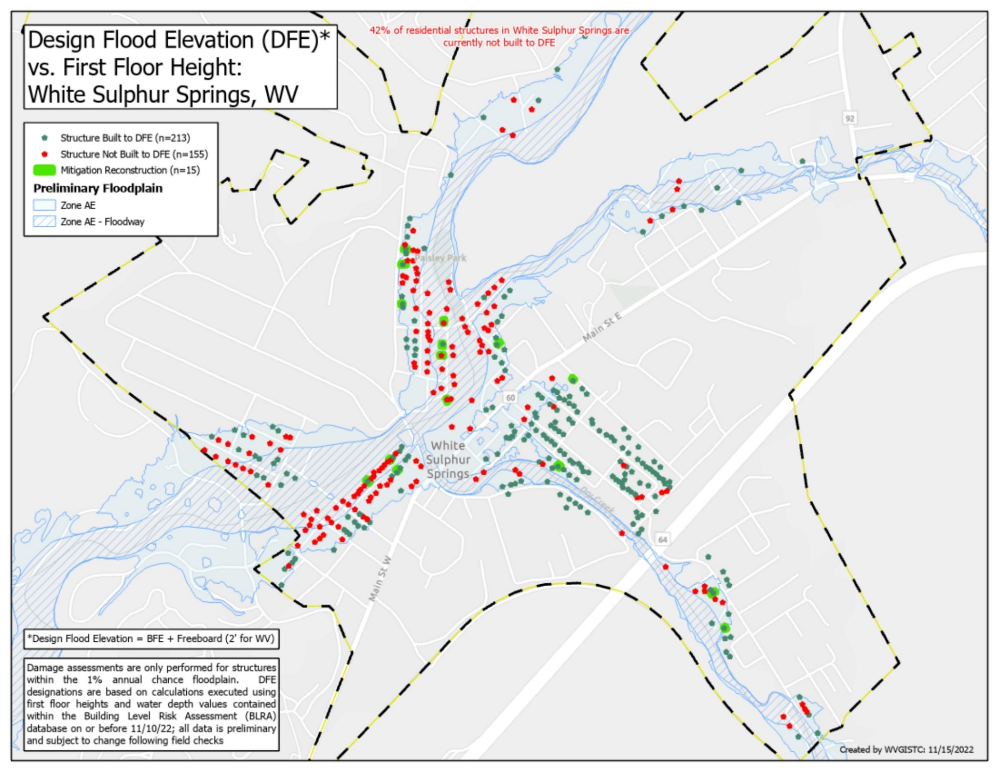 Design Flood Elevation (DFE)*
vs. First Floor Height:
White Sulphur Springs, WV
42% of residential structures in White Sulphur Springs are
currently not built to DFE
Structure Built to DFE (n=213)
Structure Not Built to DFE (n=155)
Mitigation Reconstruction (n=15)
Preliminary Floodplain
Zone AE
Zone AE - Floodway
92
Paisley Park
Main St E
60
White
Sulphur
Springs
Dry Creek
64
Main St W
*Design Flood Elevation = BFE + Freeboard (2' for WV)
Damage assessments are only performed for structures
within the 1% annual chance floodplain. DFE
designations are based on calculations executed using
first floor heights and water depth values contained
within the Building Level Risk Assessment (BLRA)
database on or before 11/10/22; all data is preliminary
and subject to change following field checks
Created by WVGISTC: 11/15/2022